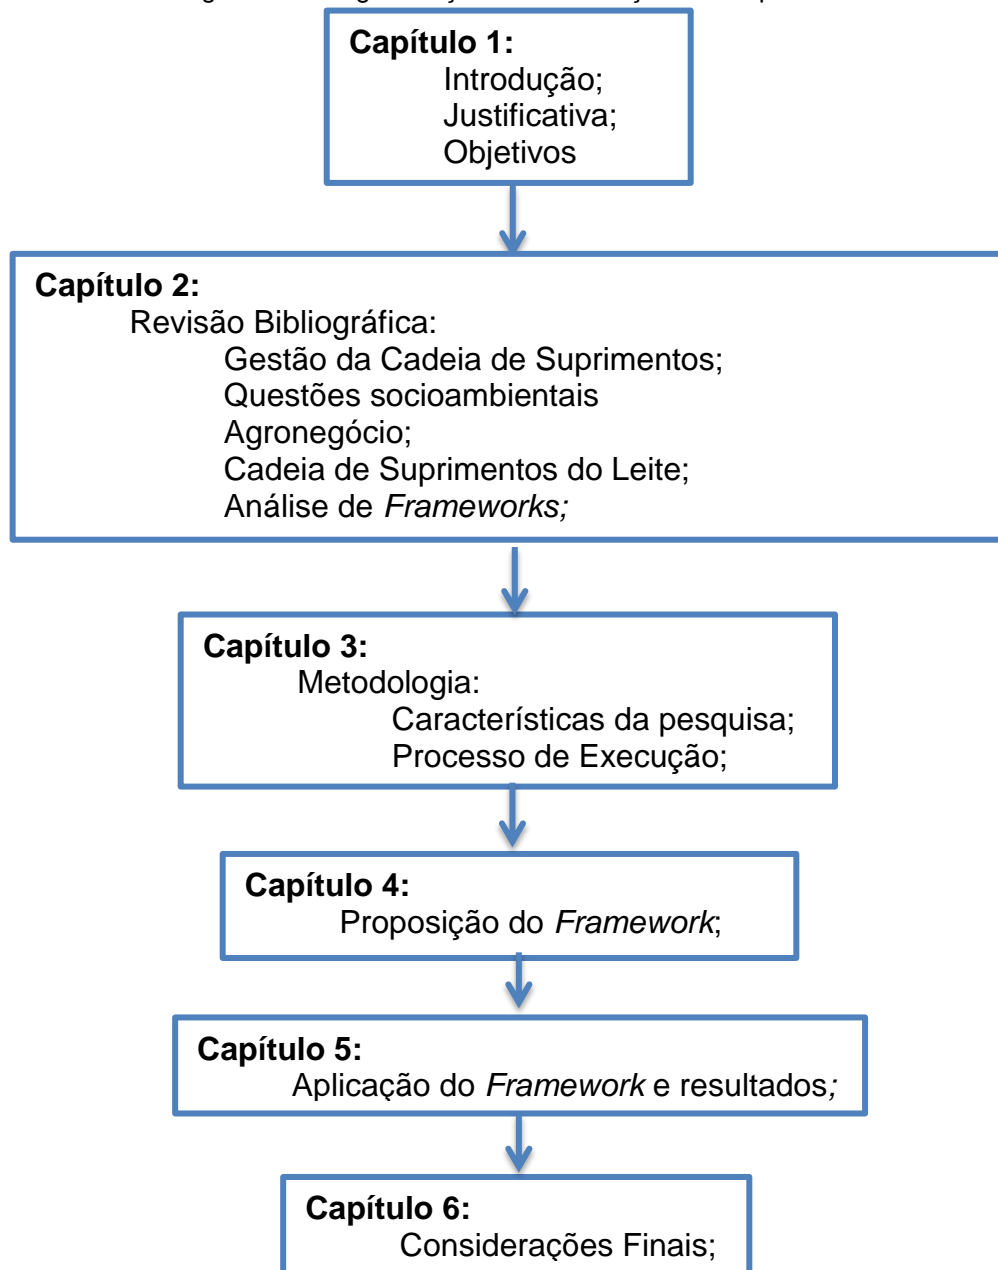 Capítulo 1:
Introdução;
Justificativa;
Objetivos
Capítulo 2:
Revisão Bibliográfica:
Gestão da Cadeia de Suprimentos;
Questões socioambientais
Agronegócio;
Cadeia de Suprimentos do Leite;
Análise de Frameworks;
Capítulo 3:
Metodologia:
Características da pesquisa;
Processo de Execução;
Capítulo 4:
Proposição do Framework;
Capítulo 5:
Aplicação do Framework e resultados;
Capítulo 6:
Considerações Finais;